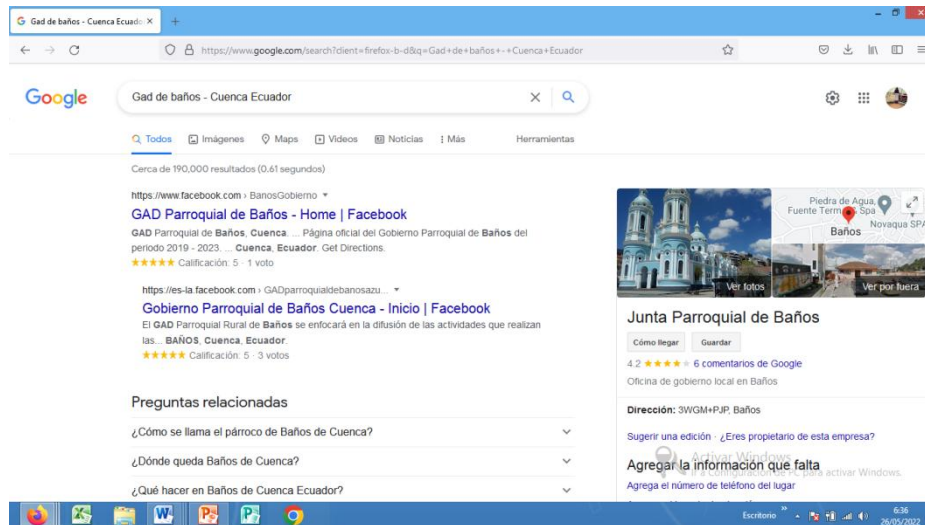 Gad de baños - Cuenca Ecuado
https://www.google.com/search?client=firefox-b-d&q=Gad+de+baños+-+Cuenca+Ecuador
Google
Gad de baños - Cuenca Ecuador
Todos Imágenes Maps Videos Noticias Más Herramientas
Cerca de 190,000 resultados (0.61 segundos)
https://www.facebook.com › BanosGobierno
GAD Parroquial de Baños - Home | Facebook
GAD Parroquial de Baños, Cuenca. ... Página oficial del Gobierno Parroquial de Baños del
periodo 2019 - 2023. ... Cuenca, Ecuador. Get Directions.
Calificación: 5 · 1 voto
https://es-la.facebook.com › GADparroquialdebanosazu...
Gobierno Parroquial de Baños Cuenca - Inicio | Facebook
El GAD Parroquial Rural de Baños se enfocará en la difusión de las actividades que realizan
las... BAÑOS, Cuenca, Ecuador.
Calificación: 5 · 3 votos
Preguntas relacionadas
¿Cómo se llama el párroco de Baños de Cuenca?
¿Dónde queda Baños de Cuenca?
¿Qué hacer en Baños de Cuenca Ecuador?
Piedra de Agua,
Fuente Spa
Novaqua SPA
Baños
Ver fotos
Ver por fuera
Junta Parroquial de Baños
Cómo llegar Guardar
4.2 6 comentarios de Google
Oficina de gobierno local en Baños
Dirección: 3WGM+PJP, Baños
Sugerir una edición · ¿Eres propietario de esta empresa?
Activar Windows
Agregar la información que falta
Ir a Configuración de PC para activar Windows.
Agrega el número de teléfono del lugar
Escritorio
6:36
26/05/2022